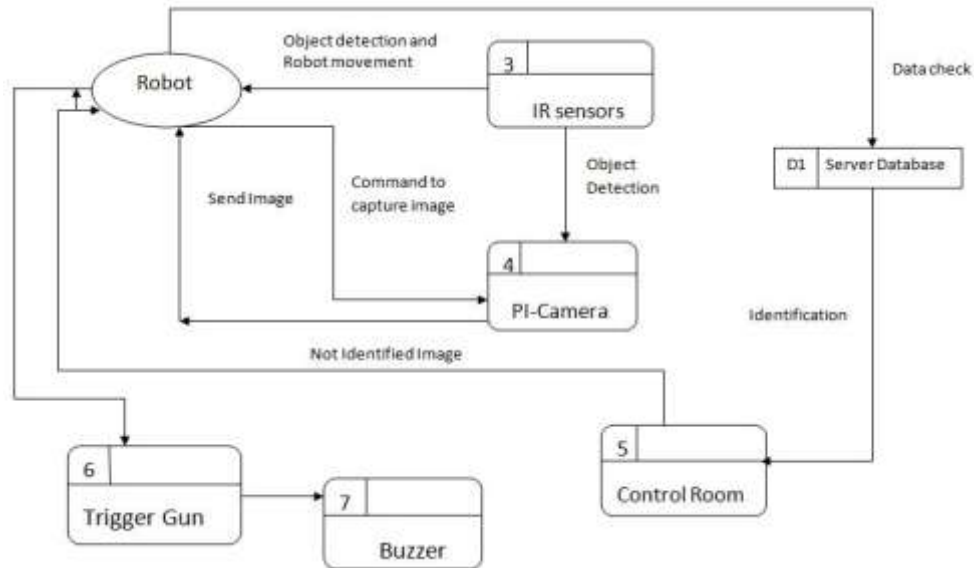 Object detection and
Robot movement
3
IR sensors
Robot
Data check
D1 Server Database
Object
Detection
Send Image
Command to
capture image
4
PI-Camera
Identification
Not Identified Image
5
Control Room
6
Trigger Gun
7
Buzzer